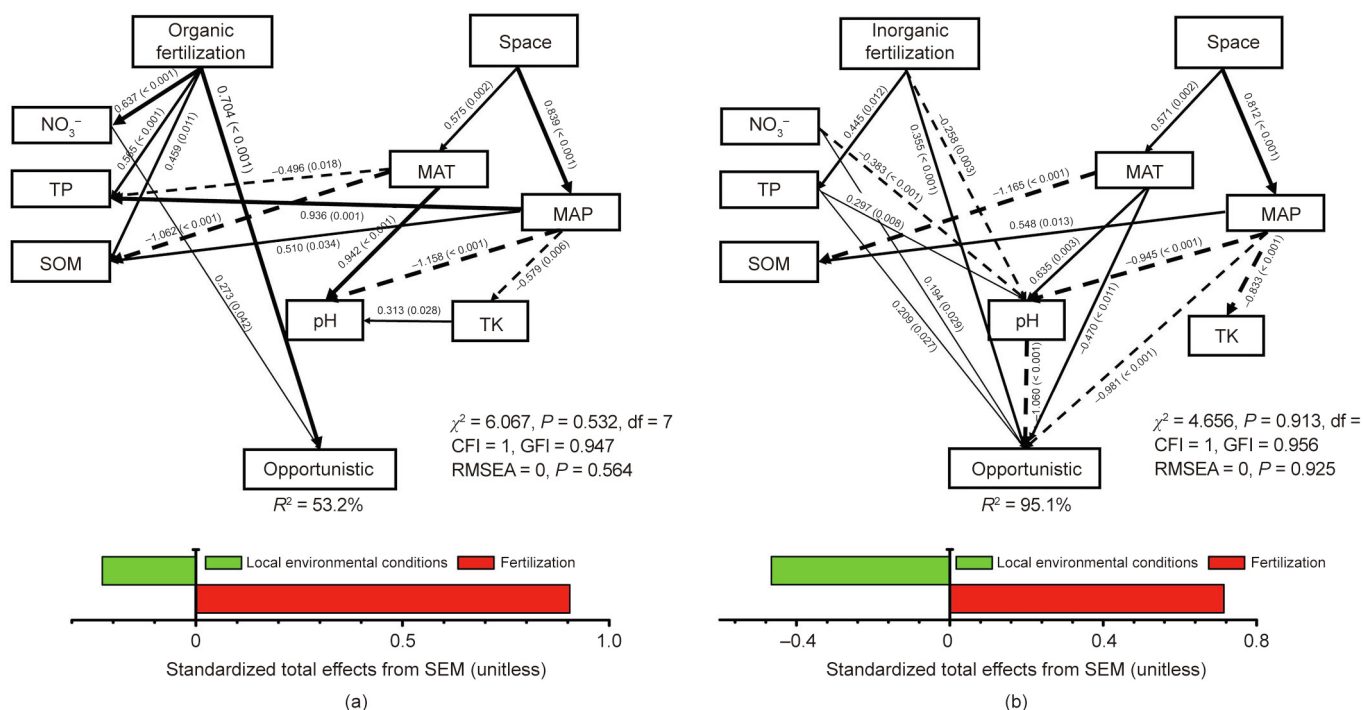 Organic
fertilization
Space
NO₃⁻
TP
SOM
MAT
MAP
pH
TK
Opportunistic
R² = 53.2%
0.637 (< 0.001)
(< 0.001)
0.459 (0.011)
0.704 (< 0.001)
0.575 (0.002)
0.839 (< 0.001)
–0.496 (0.018)
0.936 (0.001)
–1.062 (< 0.001)
0.510 (0.034)
0.942 (< 0.001)
–1.158 (< 0.001)
–0.579 (0.006)
0.313 (0.028)
0.273 (0.042)
χ² = 6.067, P = 0.532, df = 7
CFI = 1, GFI = 0.947
RMSEA = 0, P = 0.564
Local environmental conditions
Fertilization
0 0.5 1.0
Standardized total effects from SEM (unitless)
(a)
Inorganic
fertilization
Space
NO₃⁻
TP
SOM
MAT
MAP
pH
TK
Opportunistic
R² = 95.1%
0.445 (0.012)
0.355 (< 0.001)
–0.258 (0.003)
–0.383 (< 0.001)
0.297 (0.008)
0.571 (0.002)
0.812 (< 0.001)
–1.165 (< 0.001)
0.548 (0.013)
0.635 (0.003)
–0.945 (< 0.001)
–0.833 (< 0.001)
0.194 (0.029)
0.209 (0.027)
–0.470 (0.011)
–1.060 (< 0.001)
–0.981 (< 0.001)
χ² = 4.656, P = 0.913, df =
CFI = 1, GFI = 0.956
RMSEA = 0, P = 0.925
Local environmental conditions
Fertilization
–0.4 0 0.4 0.8
Standardized total effects from SEM (unitless)
(b)